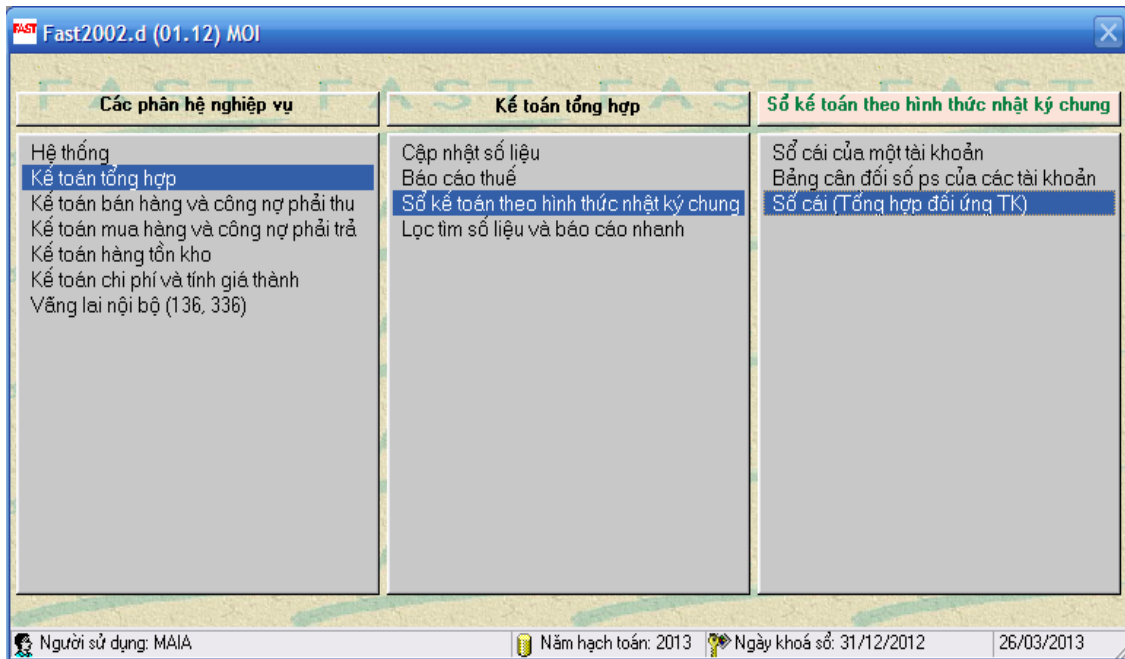 FAST Fast2002.d (01.12) MOI
FAST FAST FAST FAST
Các phân hệ nghiệp vụ
Kế toán tổng hợp
Sổ kế toán theo hình thức nhật ký chung
Hệ thống
Kế toán tổng hợp
Kế toán bán hàng và công nợ phải thu
Kế toán mua hàng và công nợ phải trả
Kế toán hàng tồn kho
Kế toán chi phí và tính giá thành
Vãng lai nội bộ (136, 336)
Cập nhật số liệu
Báo cáo thuế
Sổ kế toán theo hình thức nhật ký chung
Lọc tìm số liệu và báo cáo nhanh
Sổ cái của một tài khoản
Bảng cân đối số ps của các tài khoản
Sổ cái (Tổng hợp đối ứng TK)
Người sử dụng: MAIA
Năm hạch toán: 2013
Ngày khoá sổ: 31/12/2012
26/03/2013